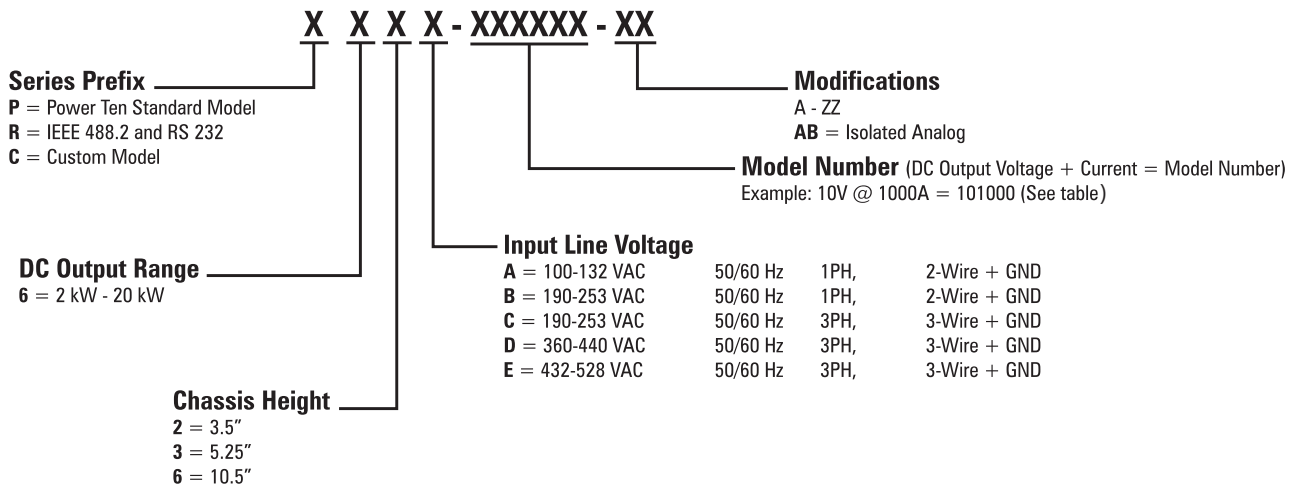 X X X X - XXXXXX - XX
Series Prefix
P = Power Ten Standard Model
R = IEEE 488.2 and RS 232
C = Custom Model
Modifications
A - ZZ
AB = Isolated Analog
Model Number (DC Output Voltage + Current = Model Number)
Example: 10V @ 1000A = 101000 (See table)
Input Line Voltage
A = 100-132 VAC 50/60 Hz 1PH, 2-Wire + GND
B = 190-253 VAC 50/60 Hz 1PH, 2-Wire + GND
C = 190-253 VAC 50/60 Hz 3PH, 3-Wire + GND
D = 360-440 VAC 50/60 Hz 3PH, 3-Wire + GND
E = 432-528 VAC 50/60 Hz 3PH, 3-Wire + GND
DC Output Range
6 = 2 kW - 20 kW
Chassis Height
2 = 3.5”
3 = 5.25”
6 = 10.5”